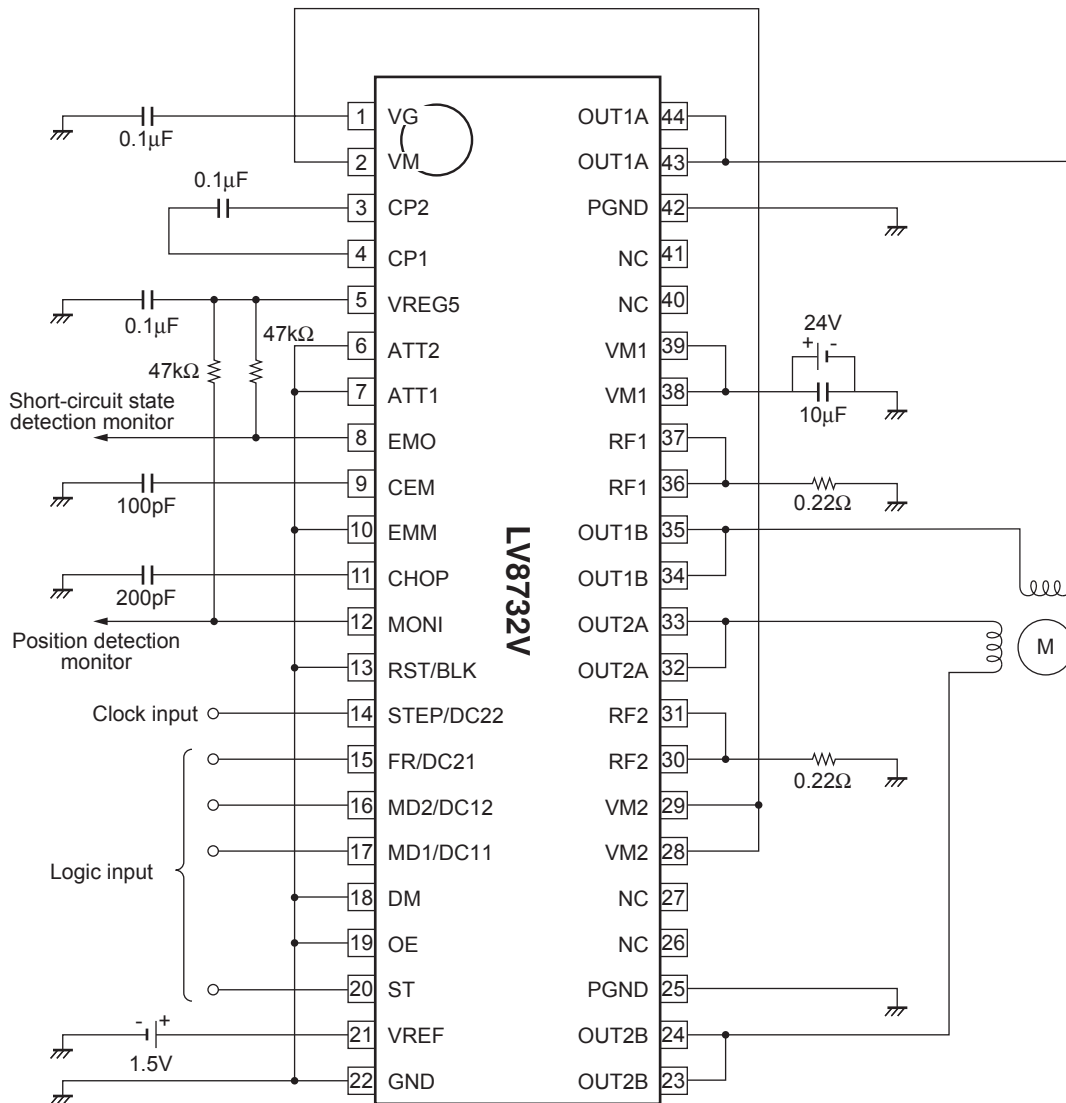 1 VG OUT1A 44
0.1µF
2 VM OUT1A 43
0.1µF
3 CP2 PGND 42
4 CP1 NC 41
5 VREG5 NC 40
0.1µF
47kΩ
24V
+ -
6 ATT2 VM1 39
47kΩ
7 ATT1 VM1 38
10µF
Short-circuit state
detection monitor
8 EMO RF1 37
9 CEM RF1 36
100pF
0.22Ω
10 EMM OUT1B 35
11 CHOP OUT1B 34
200pF
LV8732V
12 MONI OUT2A 33
Position detection
monitor
M
13 RST/BLK OUT2A 32
Clock input
14 STEP/DC22 RF2 31
15 FR/DC21 RF2 30
0.22Ω
16 MD2/DC12 VM2 29
17 MD1/DC11 VM2 28
Logic input
18 DM NC 27
19 OE NC 26
20 ST PGND 25
- +
21 VREF OUT2B 24
1.5V
22 GND OUT2B 23